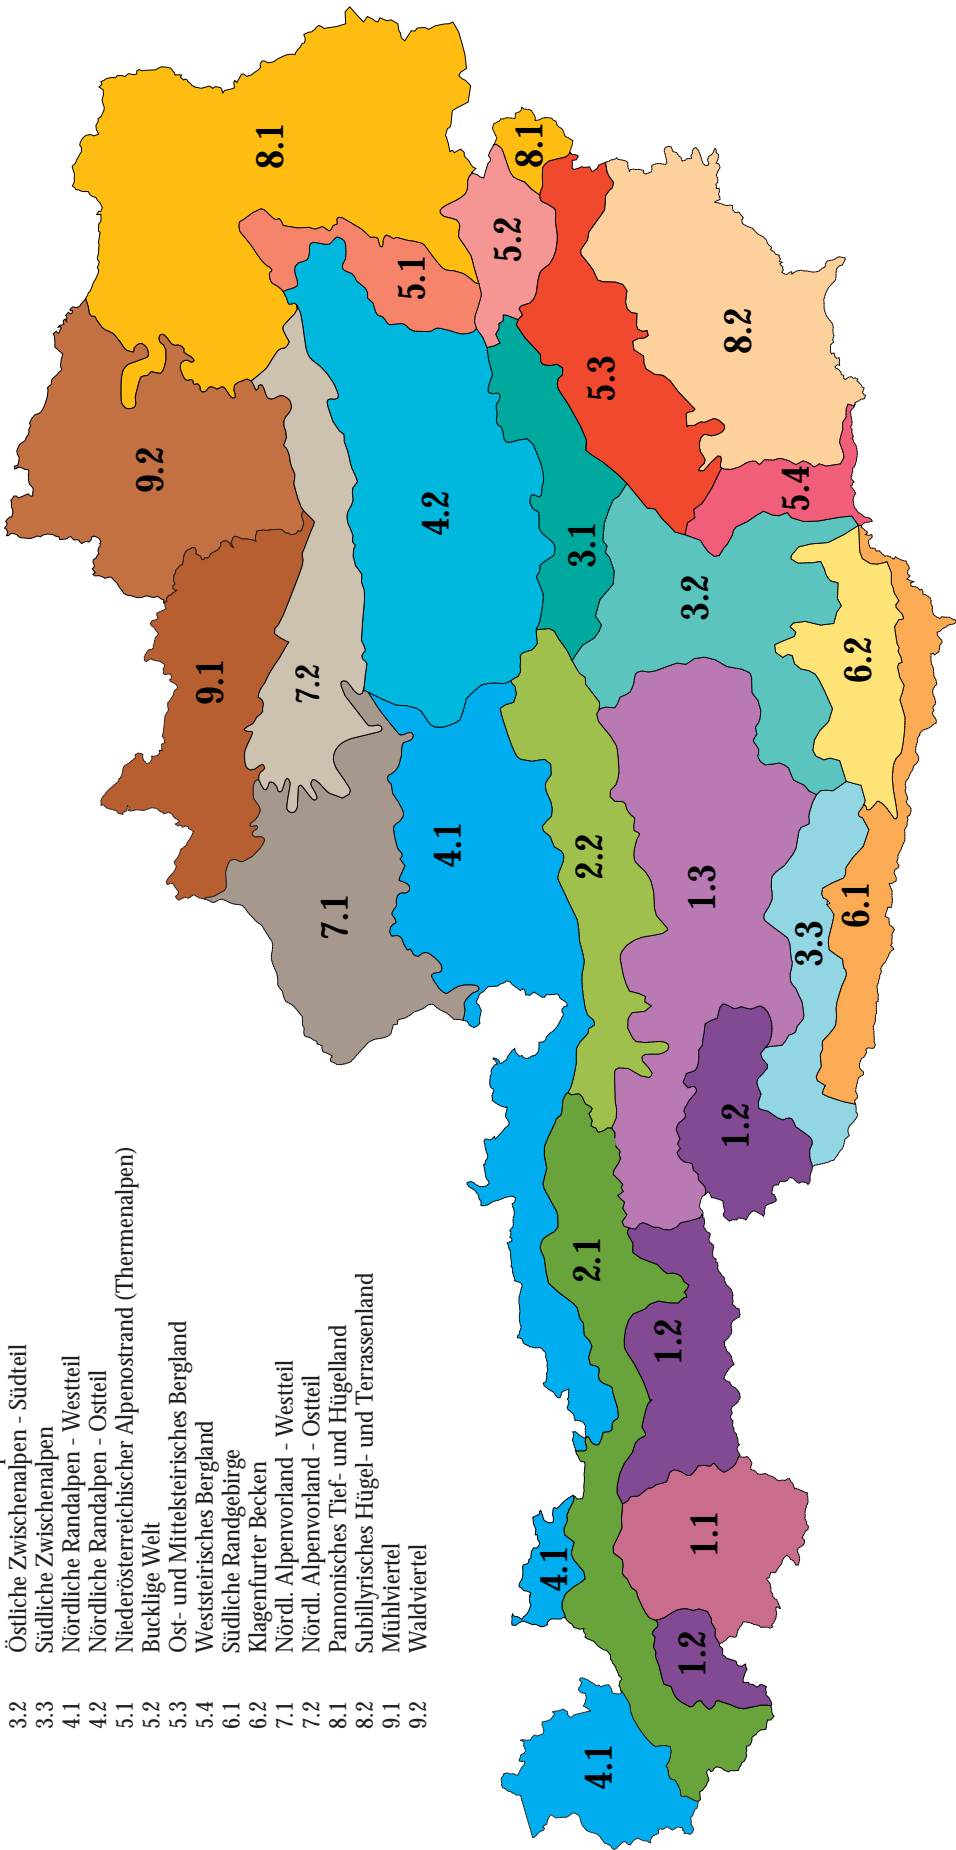 3.2 Östliche Zwischenalpen - Südteil
3.3 Südliche Zwischenalpen
4.1 Nördliche Randalpen - Westteil
4.2 Nördliche Randalpen - Ostteil
5.1 Niederösterreichischer Alpenostrand (Thermenalpen)
5.2 Bucklige Welt
5.3 Ost- und Mittelsteirisches Bergland
5.4 Weststeirisches Bergland
6.1 Südliche Randgebirge
6.2 Klagenfurter Becken
7.1 Nördl. Alpenvorland - Westteil
7.2 Nördl. Alpenvorland - Ostteil
8.1 Pannonisches Tief- und Hügelland
8.2 Subillyrisches Hügel- und Terrassenland
9.1 Mühlviertel
9.2 Waldviertel
9.2
9.1
8.1
7.2
7.1
5.1
4.2
4.1
5.2
8.1
3.1
5.3
2.2
2.1
4.1
4.1
3.2
8.2
1.3
1.2
1.2
1.1
1.2
5.4
3.3
6.2
6.1